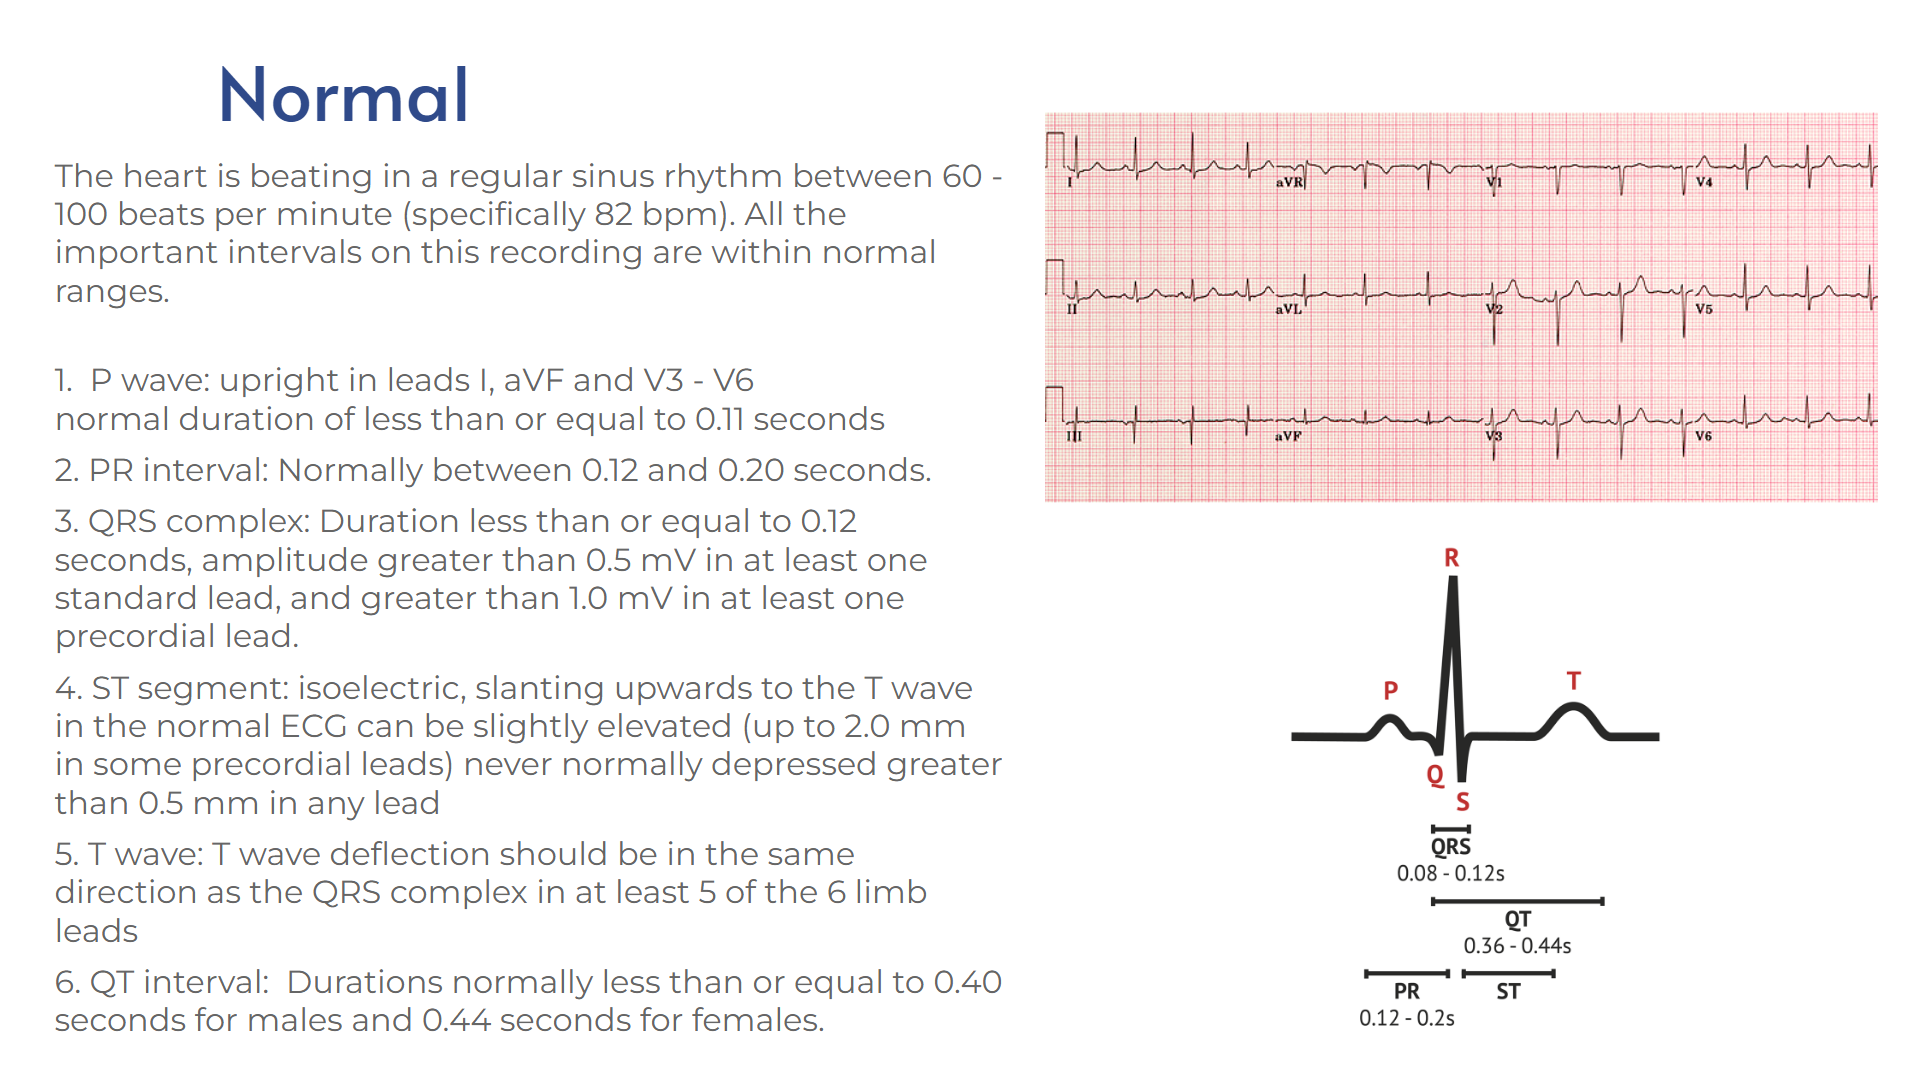 Normal
The heart is beating in a regular sinus rhythm between 60 -
100 beats per minute (specifically 82 bpm). All the
important intervals on this recording are within normal
ranges.
1.  P wave: upright in leads I, aVF and V3 - V6
normal duration of less than or equal to 0.11 seconds
2. PR interval: Normally between 0.12 and 0.20 seconds.
3. QRS complex: Duration less than or equal to 0.12
seconds, amplitude greater than 0.5 mV in at least one
standard lead, and greater than 1.0 mV in at least one
precordial lead.
4. ST segment: isoelectric, slanting upwards to the T wave
in the normal ECG can be slightly elevated (up to 2.0 mm
in some precordial leads) never normally depressed greater
than 0.5 mm in any lead
5. T wave: T wave deflection should be in the same
direction as the QRS complex in at least 5 of the 6 limb
leads
6. QT interval:  Durations normally less than or equal to 0.40
seconds for males and 0.44 seconds for females.
I aVR V1 V4
II aVL V2 V5
III aVF V3 V6
R
P
T
Q
S
QRS
0.08 - 0.12s
QT
0.36 - 0.44s
PR ST
0.12 - 0.2s